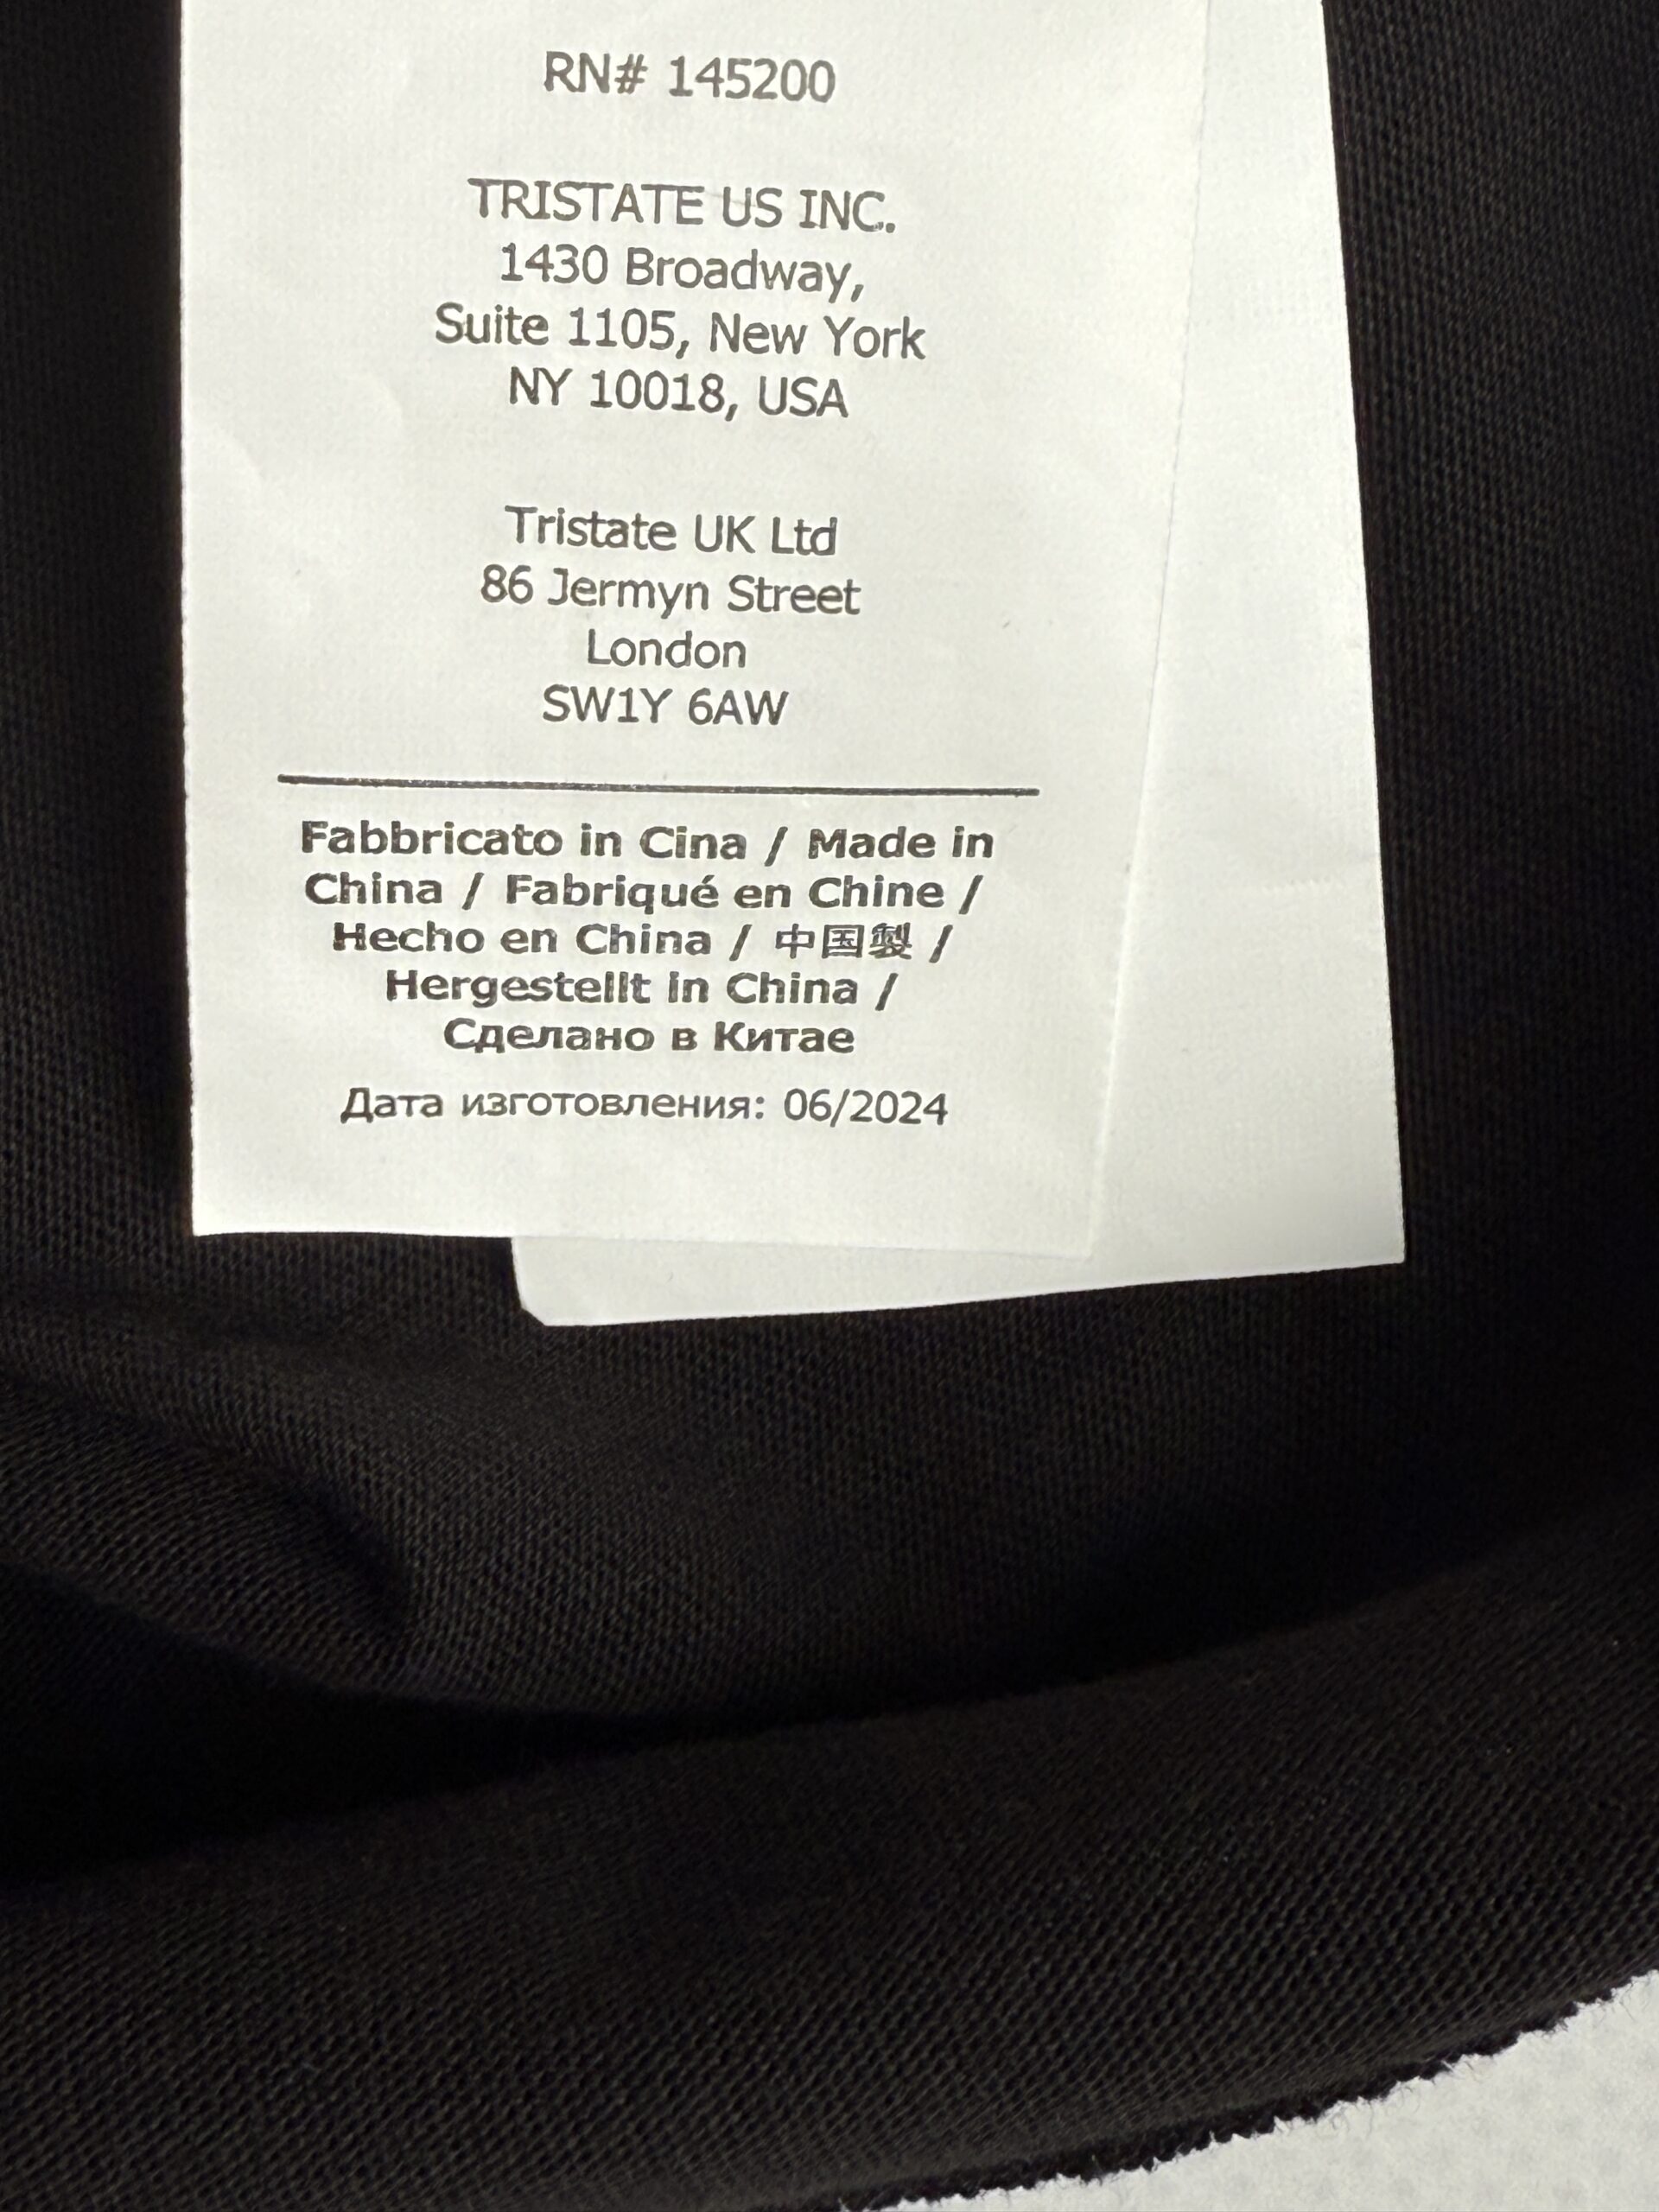 RN# 145200
TRISTATE US INC.
1430 Broadway,
Suite 1105, New York
NY 10018, USA
Tristate UK Ltd
86 Jermyn Street
London
SW1Y 6AW
Fabbricato in Cina / Made in
China / Fabriqué en Chine /
Hecho en China / 中国製 /
Hergestellt in China /
Сделано в Китае
Дата изготовления: 06/2024